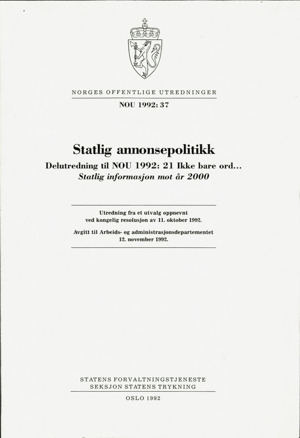 NORGES OFFENTLIGE UTREDNINGER
NOU 1992: 37
Statlig annonsepolitikk
Delutredning til NOU 1992: 21 Ikke bare ord...
Statlig informasjon mot år 2000
Utredning fra et utvalg oppnevnt
ved kongelig resolusjon av 11. oktober 1992.
Avgitt til Arbeids- og administrasjonsdepartementet
12. november 1992.
STATENS FORVALTNINGSTJENESTE
SEKSJON STATENS TRYKNING
OSLO 1992